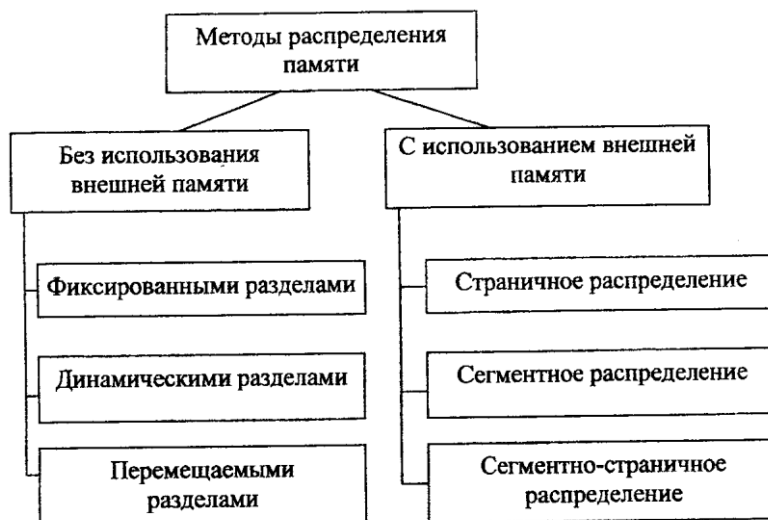 Методы распределения
памяти
Без использования
внешней памяти
С использованием внешней
памяти
Фиксированными разделами
Динамическими разделами
Перемещаемыми
разделами
Страничное распределение
Сегментное распределение
Сегментно-страничное
распределение